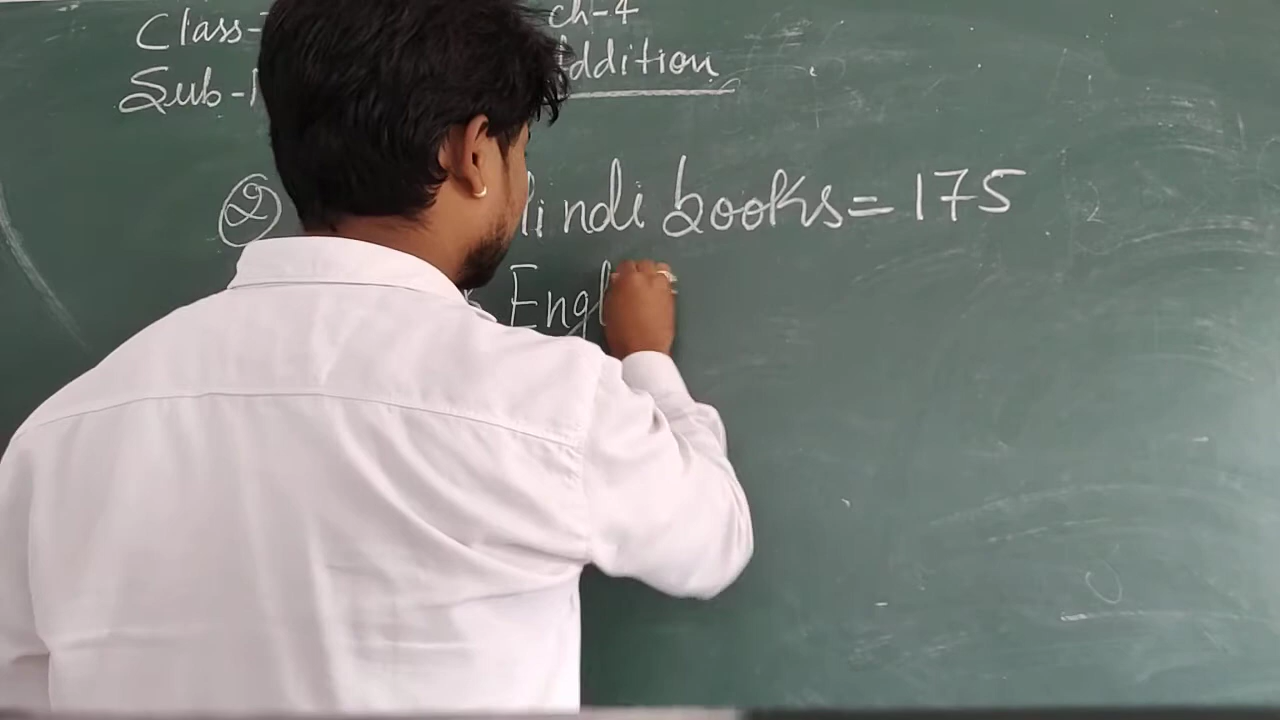 Class-
ch-4
Sub-
Addition
② Hindi books = 175
Engl